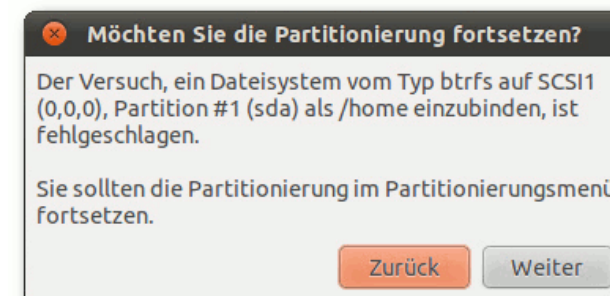 Möchten Sie die Partitionierung fortsetzen?
Der Versuch, ein Dateisystem vom Typ btrfs auf SCSI1
(0,0,0), Partition #1 (sda) als /home einzubinden, ist
fehlgeschlagen.
Sie sollten die Partitionierung im Partitionierungsmenü
fortsetzen.
Zurück Weiter